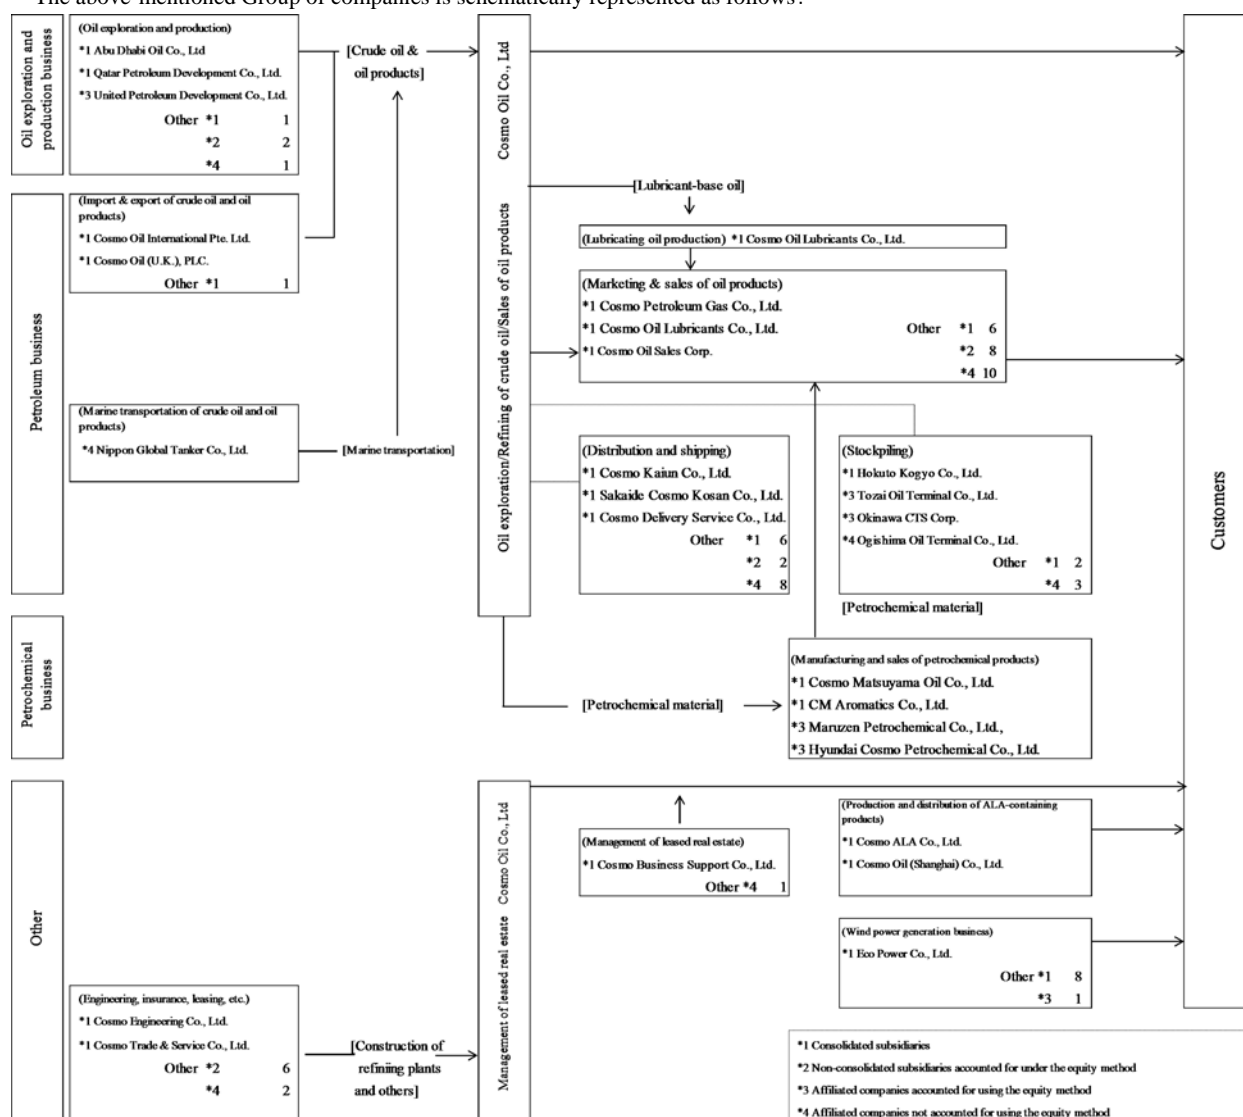 The above-mentioned Group of companies is schematically represented as follows:
Oil exploration and
production business
(Oil exploration and production)
*1 Abu Dhabi Oil Co., Ltd
*1 Qatar Petroleum Development Co., Ltd.
*3 United Petroleum Development Co., Ltd.
Other *1 1
*2 2
*4 1
[Crude oil &
oil products]
Petroleum business
(Import & export of crude oil and oil
products)
*1 Cosmo Oil International Pte. Ltd.
*1 Cosmo Oil (U.K.), PLC.
Other *1 1
(Marine transportation of crude oil and oil
products)
*4 Nippon Global Tanker Co., Ltd.
[Marine transportation]
Oil exploration/Refining of crude oil/Sales of oil products Cosmo Oil Co., Ltd
[Lubricant-base oil]
(Lubricating oil production) *1 Cosmo Oil Lubricants Co., Ltd.
(Marketing & sales of oil products)
*1 Cosmo Petroleum Gas Co., Ltd.
*1 Cosmo Oil Lubricants Co., Ltd. Other *1 6
*1 Cosmo Oil Sales Corp. *2 8
*4 10
(Distribution and shipping)
*1 Cosmo Kaiun Co., Ltd.
*1 Sakaide Cosmo Kosan Co., Ltd.
*1 Cosmo Delivery Service Co., Ltd.
Other *1 6
*2 2
*4 8
(Stockpiling)
*1 Hokuto Kogyo Co., Ltd.
*3 Tozai Oil Terminal Co., Ltd.
*3 Okinawa CTS Corp.
*4 Ogishima Oil Terminal Co., Ltd.
Other *1 2
*4 3
[Petrochemical material]
Customers
Petrochemical
business
[Petrochemical material]
(Manufacturing and sales of petrochemical products)
*1 Cosmo Matsuyama Oil Co., Ltd.
*1 CM Aromatics Co., Ltd.
*3 Maruzen Petrochemical Co., Ltd.,
*3 Hyundai Cosmo Petrochemical Co., Ltd.
Other
(Engineering, insurance, leasing, etc.)
*1 Cosmo Engineering Co., Ltd.
*1 Cosmo Trade & Service Co., Ltd.
Other *2 6
*4 2
[Construction of
refining plants
and others]
Management of leased real estate Cosmo Oil Co., Ltd
(Management of leased real estate)
*1 Cosmo Business Support Co., Ltd.
Other *4 1
(Production and distribution of ALA-containing
products)
*1 Cosmo ALA Co., Ltd.
*1 Cosmo Oil (Shanghai) Co., Ltd.
(Wind power generation business)
*1 Eco Power Co., Ltd.
Other *1 8
*3 1
*1 Consolidated subsidiaries
*2 Non-consolidated subsidiaries accounted for under the equity method
*3 Affiliated companies accounted for using the equity method
*4 Affiliated companies not accounted for using the equity method